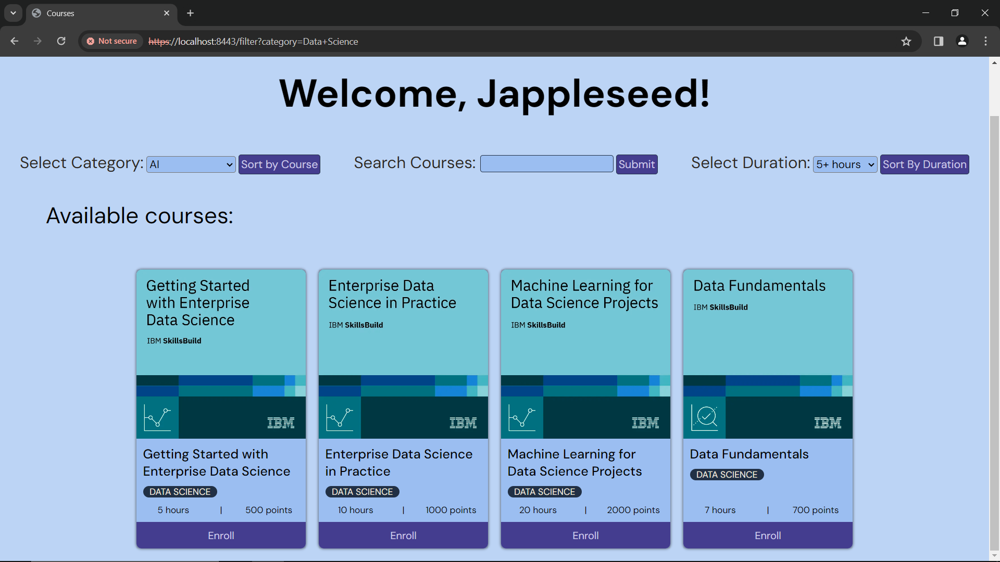 Courses
Not secure
https://localhost:8443/filter?category=Data+Science
Welcome, Jappleseed!
Select Category: AI Sort by Course Search Courses: Submit Select Duration: 5+ hours Sort By Duration
Available courses:
Getting Started
with Enterprise
Data Science
IBM SkillsBuild
IBM
Getting Started with
Enterprise Data Science
DATA SCIENCE
5 hours | 500 points
Enroll
Enterprise Data
Science in Practice
IBM SkillsBuild
IBM
Enterprise Data Science
in Practice
DATA SCIENCE
10 hours | 1000 points
Enroll
Machine Learning for
Data Science Projects
IBM SkillsBuild
IBM
Machine Learning for
Data Science Projects
DATA SCIENCE
20 hours | 2000 points
Enroll
Data Fundamentals
IBM SkillsBuild
IBM
Data Fundamentals
DATA SCIENCE
7 hours | 700 points
Enroll